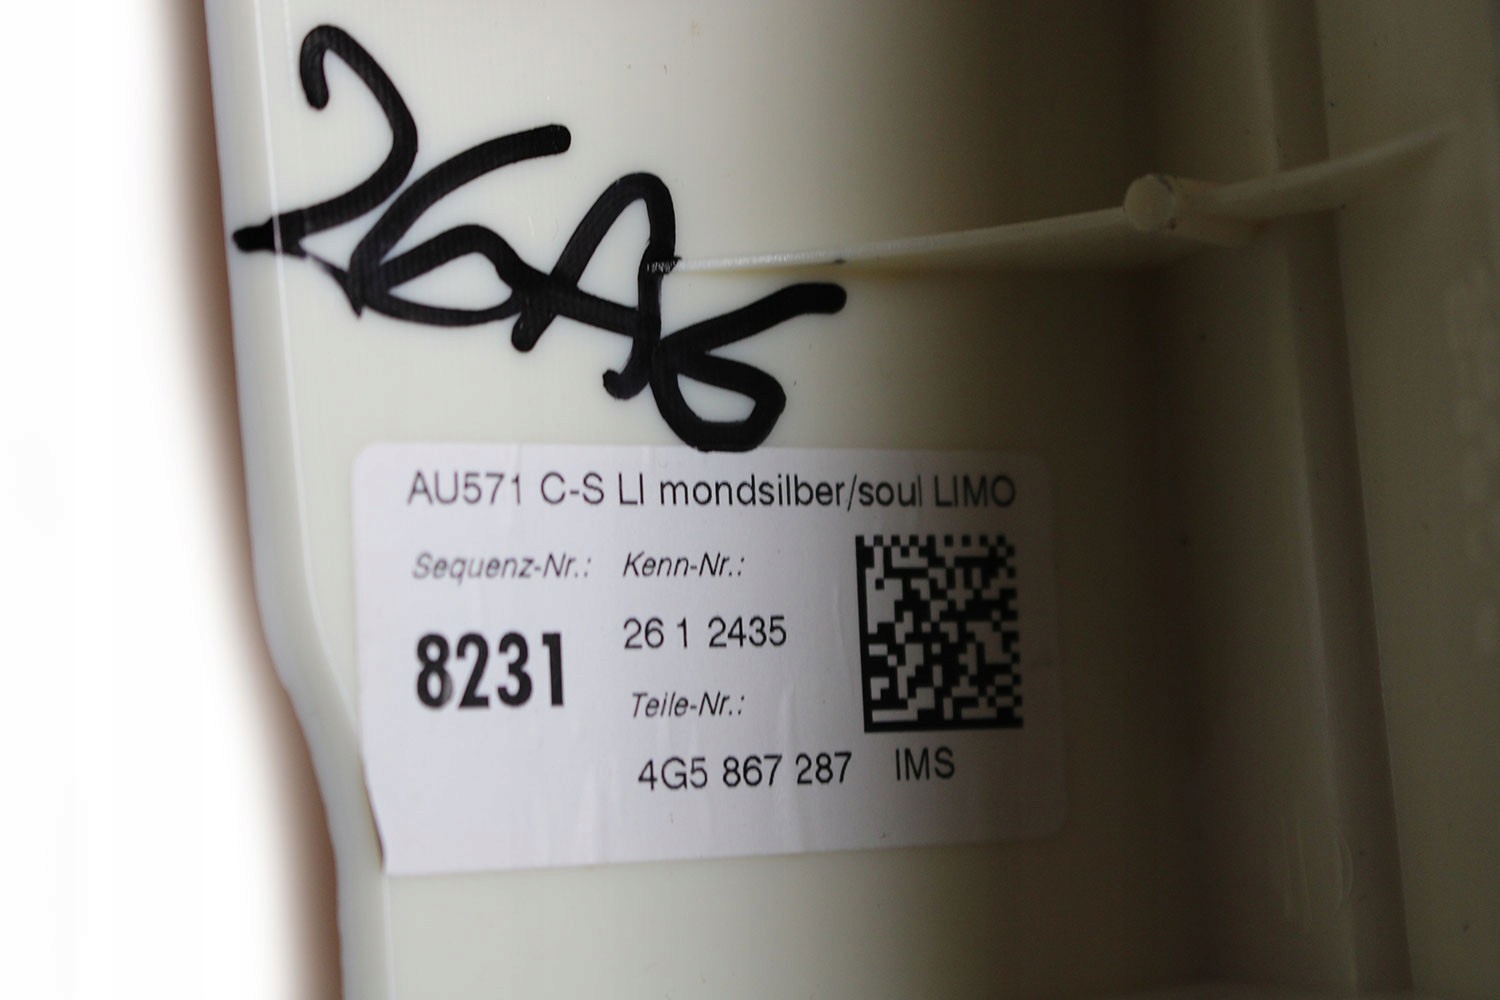 26A6
AU571 C-S LI mondsilber/soul LIMO
Sequenz-Nr.: Kenn-Nr.:
8231 26 1 2435
Teile-Nr.:
4G5 867 287 IMS